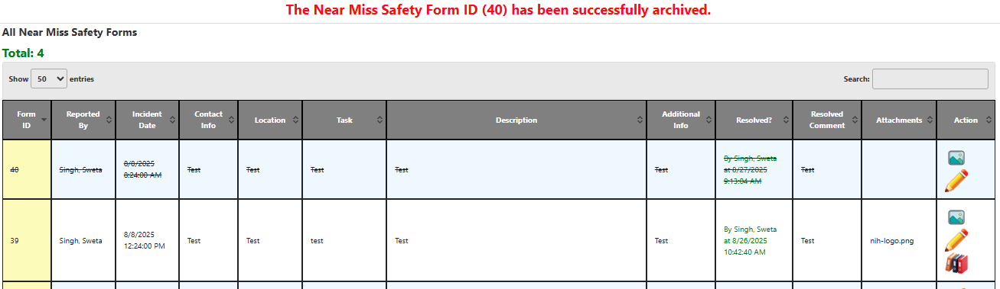 The Near Miss Safety Form ID (40) has been successfully archived.
All Near Miss Safety Forms
Total: 4
Show 50 entries Search:
Form ID Reported By Incident Date Contact Info Location Task Description Additional Info Resolved? Resolved Comment Attachments Action
40 Singh, Sweta 8/8/2025 8:24:00 AM Test Test Test Test Test By Singh, Sweta at 8/27/2025 9:13:04 AM Test
39 Singh, Sweta 8/8/2025 12:24:00 PM Test Test test Test Test By Singh, Sweta at 8/26/2025 10:42:40 AM Test nih-logo.png